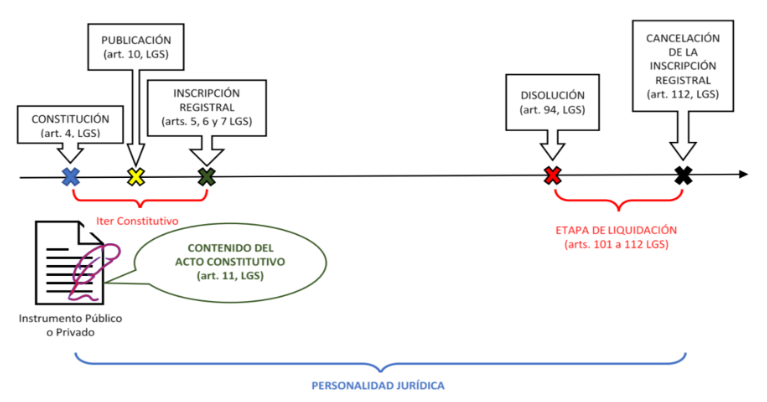 PUBLICACIÓN
(art. 10, LGS)
CANCELACIÓN
DE LA
INSCRIPCIÓN
REGISTRAL
(art. 112, LGS)
CONSTITUCIÓN
(art. 4, LGS)
INSCRIPCIÓN
REGISTRAL
(arts. 5, 6 y 7 LGS)
DISOLUCIÓN
(art. 94, LGS)
Iter Constitutivo
ETAPA DE LIQUIDACIÓN
(arts. 101 a 112 LGS)
CONTENIDO DEL
ACTO CONSTITUTIVO
(art. 11, LGS)
Instrumento Público
o Privado
PERSONALIDAD JURÍDICA